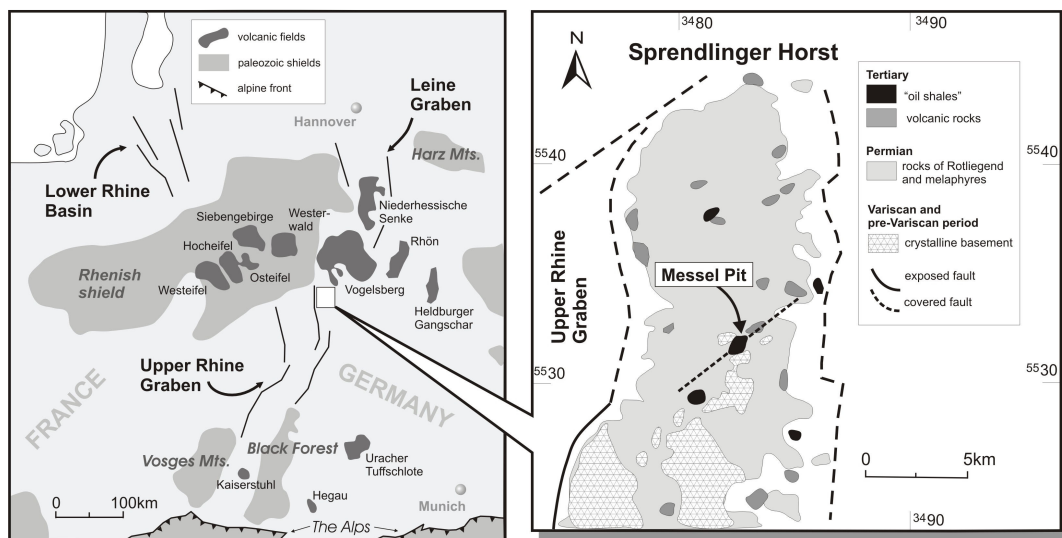 volcanic fields
paleozoic shields
alpine front
Hannover
Leine
Graben
Harz Mts.
Lower Rhine
Basin
Siebengebirge
Wester-
wald
Niederhessische
Senke
Hocheifel
Rhön
Rhenish
shield
Osteifel
Westeifel
Vogelsberg
Heldburger
Gangschar
Upper Rhine
Graben
FRANCE
GERMANY
Black Forest
Vosges Mts.
Uracher
Tuffschlote
Kaiserstuhl
Hegau
Munich
0 100km
The Alps
3480
3490
N
Sprendlinger Horst
Tertiary
"oil shales"
volcanic rocks
Permian
rocks of Rotliegend
and melaphyres
Variscan and
pre-Variscan period
crystalline basement
exposed fault
covered fault
5540
5540
Messel Pit
Upper Rhine
Graben
5530
5530
0 5km
3490